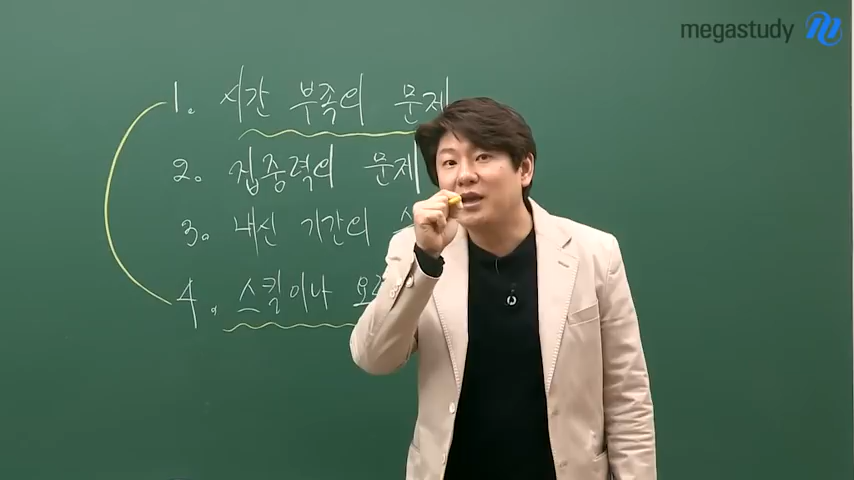 megastudy
1. 시간 부족의 문제
2. 집중력의 문제
3. 내신 기간의
4. 스킬이나